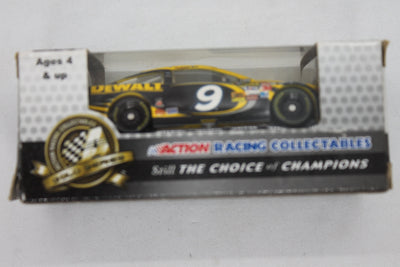 Ages 4
& up
DEWALT
9
ACTION RACING COLLECTABLES
Still THE CHOICE of CHAMPIONS